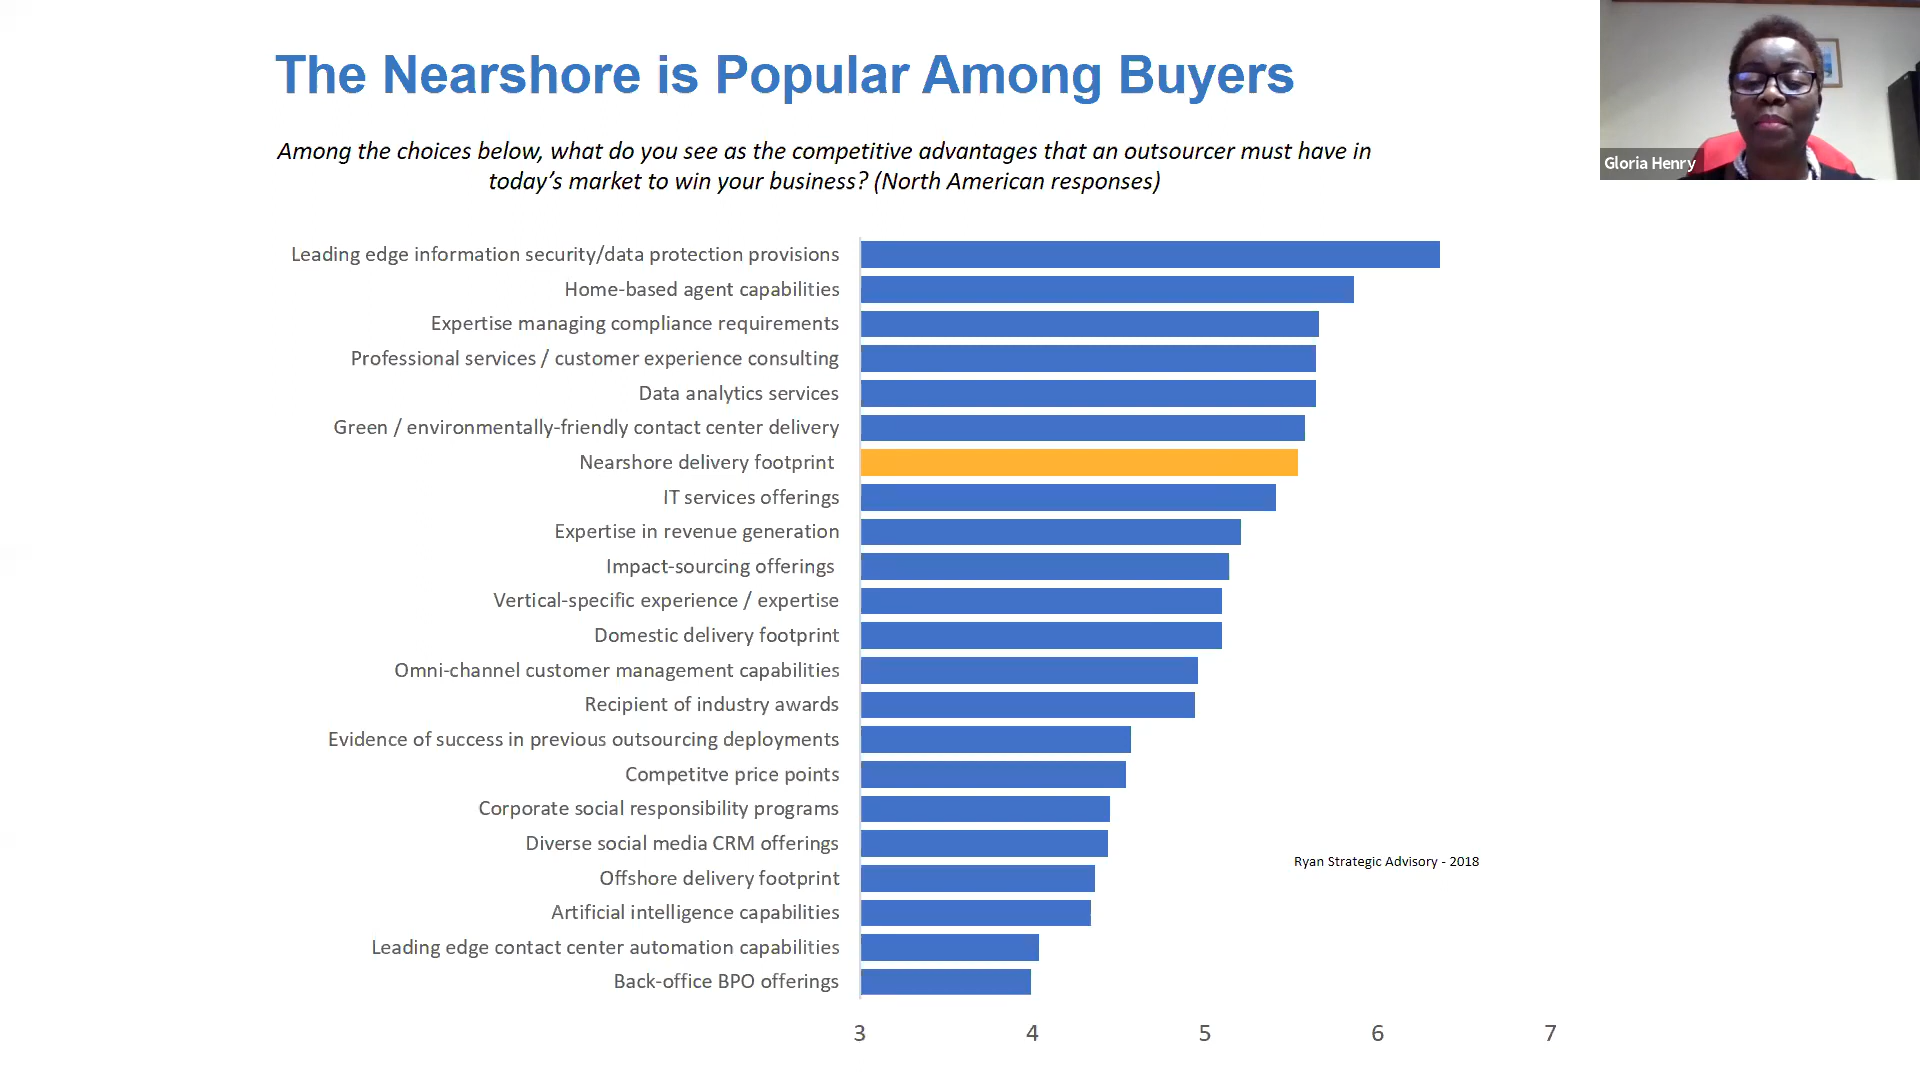 The Nearshore is Popular Among Buyers
Among the choices below, what do you see as the competitive advantages that an outsourcer must have in
today's market to win your business? (North American responses)
Gloria Henry
Leading edge information security/data protection provisions
Home-based agent capabilities
Expertise managing compliance requirements
Professional services / customer experience consulting
Data analytics services
Green / environmentally-friendly contact center delivery
Nearshore delivery footprint
IT services offerings
Expertise in revenue generation
Impact-sourcing offerings
Vertical-specific experience / expertise
Domestic delivery footprint
Omni-channel customer management capabilities
Recipient of industry awards
Evidence of success in previous outsourcing deployments
Competitve price points
Corporate social responsibility programs
Diverse social media CRM offerings
Offshore delivery footprint
Artificial intelligence capabilities
Leading edge contact center automation capabilities
Back-office BPO offerings
Ryan Strategic Advisory - 2018
3 4 5 6 7